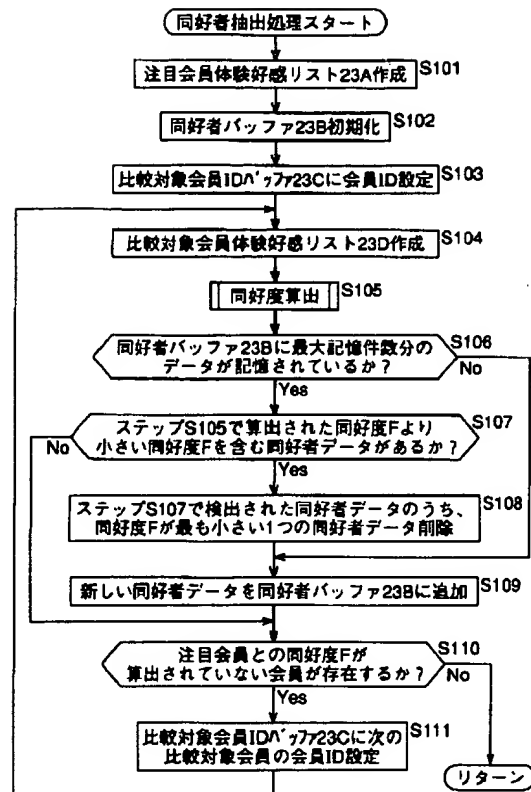 同好者抽出処理スタート
注目会員体験好感リスト23A作成
S101
同好者バッファ23B初期化
S102
比較対象会員IDバッファ23Cに会員ID設定
S103
比較対象会員体験好感リスト23D作成
S104
同好度算出
S105
同好者バッファ23Bに最大記憶件数分の
データが記憶されているか？
S106
No
Yes
ステップS105で算出された同好度Fより
小さい同好度Fを含む同好者データがあるか？
S107
No
Yes
ステップS107で検出された同好者データのうち、
同好度Fが最も小さい1つの同好者データ削除
S108
新しい同好者データを同好者バッファ23Bに追加
S109
注目会員との同好度Fが
算出されていない会員が存在するか？
S110
No
Yes
比較対象会員IDバッファ23Cに次の
比較対象会員の会員ID設定
S111
リターン